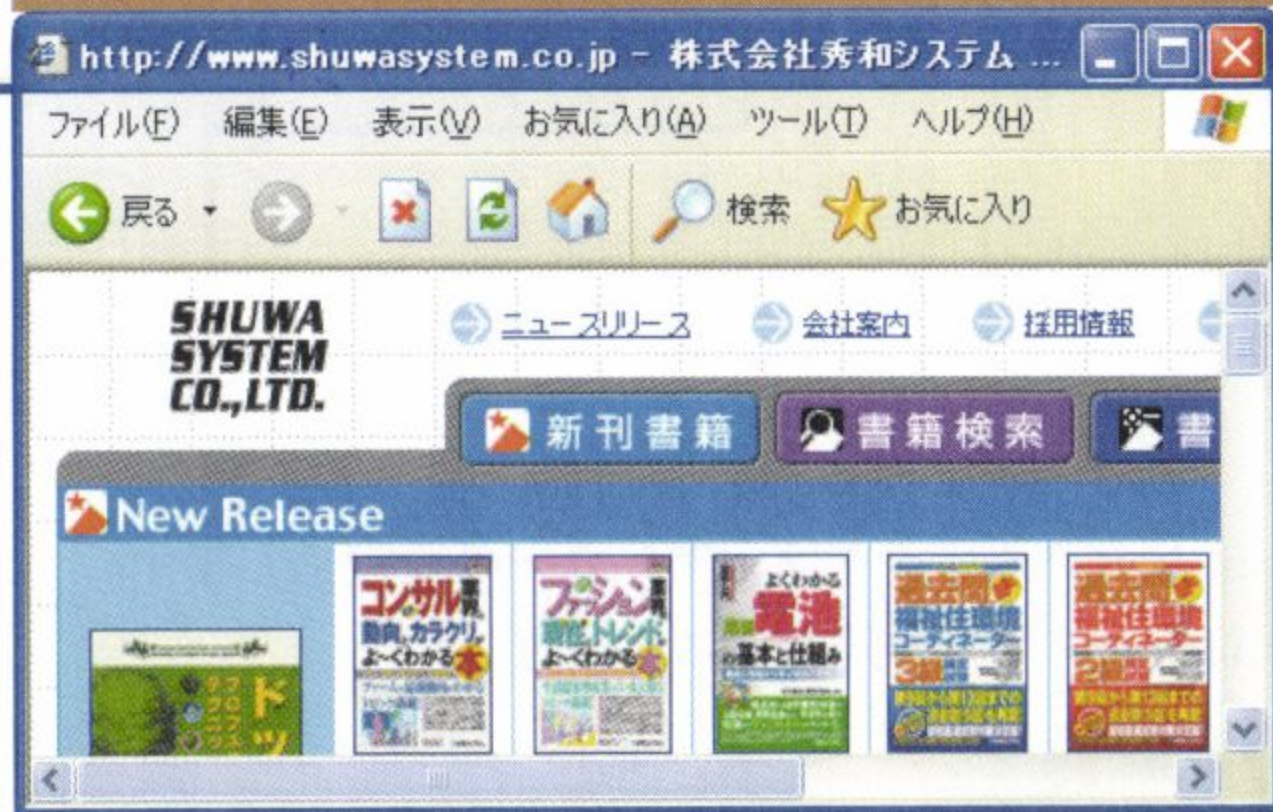 http://www.shuwasystem.co.jp - 株式会社秀和システム ...
ファイル(F) 編集(E) 表示(V) お気に入り(A) ツール(T) ヘルプ(H)
戻る 検索 お気に入り
SHUWA
SYSTEM
CO.,LTD.
ニュースリリース 会社案内 採用情報
新刊書籍 書籍検索 書
New Release
コンサル業界の
動向、カラクリが
よ~くわかる本
ファッション業界の
現在、トレンドが
よ~くわかる本
よくわかる
最新
電池
の基本と仕組み
過去問
福祉住環境
コーディネーター
3級
過去問
福祉住環境
コーディネーター
2級
ドッ